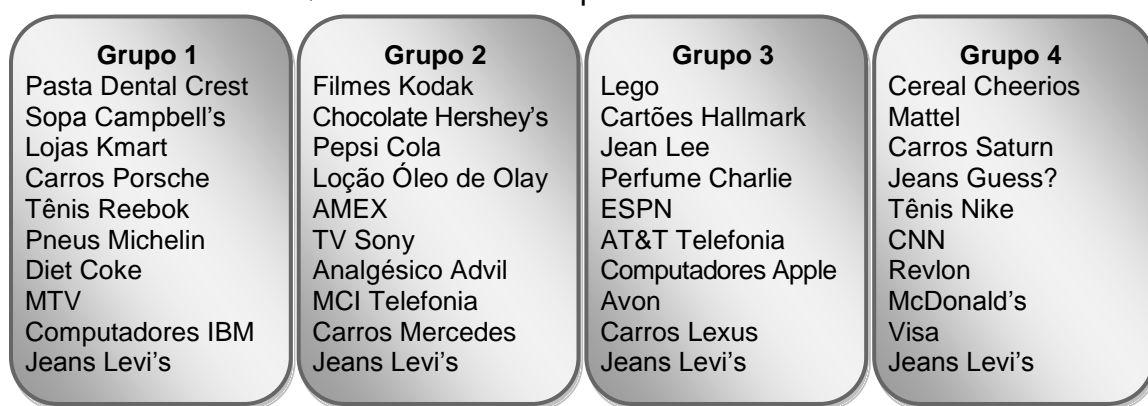 Grupo 1
Pasta Dental Crest
Sopa Campbell’s
Lojas Kmart
Carros Porsche
Tênis Reebok
Pneus Michelin
Diet Coke
MTV
Computadores IBM
Jeans Levi’s
Grupo 2
Filmes Kodak
Chocolate Hershey’s
Pepsi Cola
Loção Óleo de Olay
AMEX
TV Sony
Analgésico Advil
MCI Telefonia
Carros Mercedes
Jeans Levi’s
Grupo 3
Lego
Cartões Hallmark
Jean Lee
Perfume Charlie
ESPN
AT&T Telefonia
Computadores Apple
Avon
Carros Lexus
Jeans Levi’s
Grupo 4
Cereal Cheerios
Mattel
Carros Saturn
Jeans Guess?
Tênis Nike
CNN
Revlon
McDonald’s
Visa
Jeans Levi’s